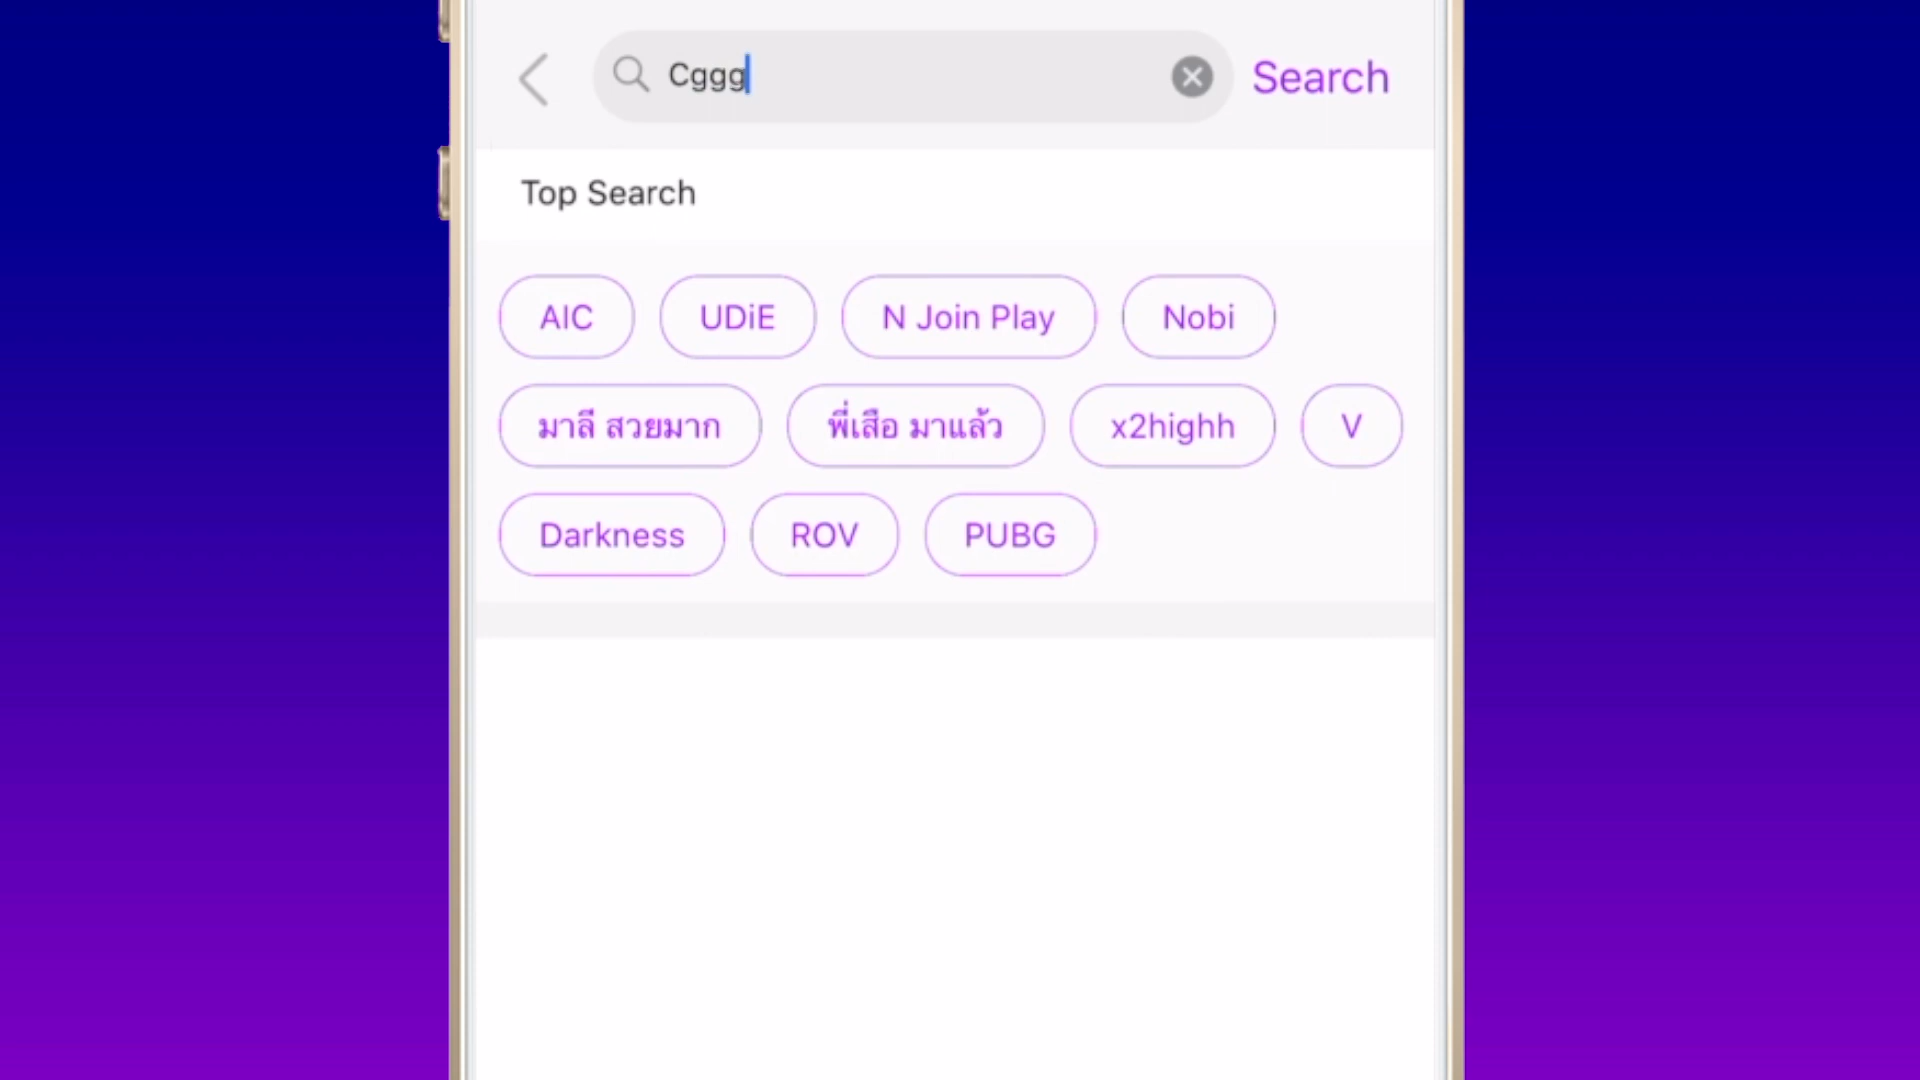 Cggg Search
Top Search
AIC UDiE N Join Play Nobi
มาลี สวยมาก พี่เสือ มาแล้ว x2highh V
Darkness ROV PUBG